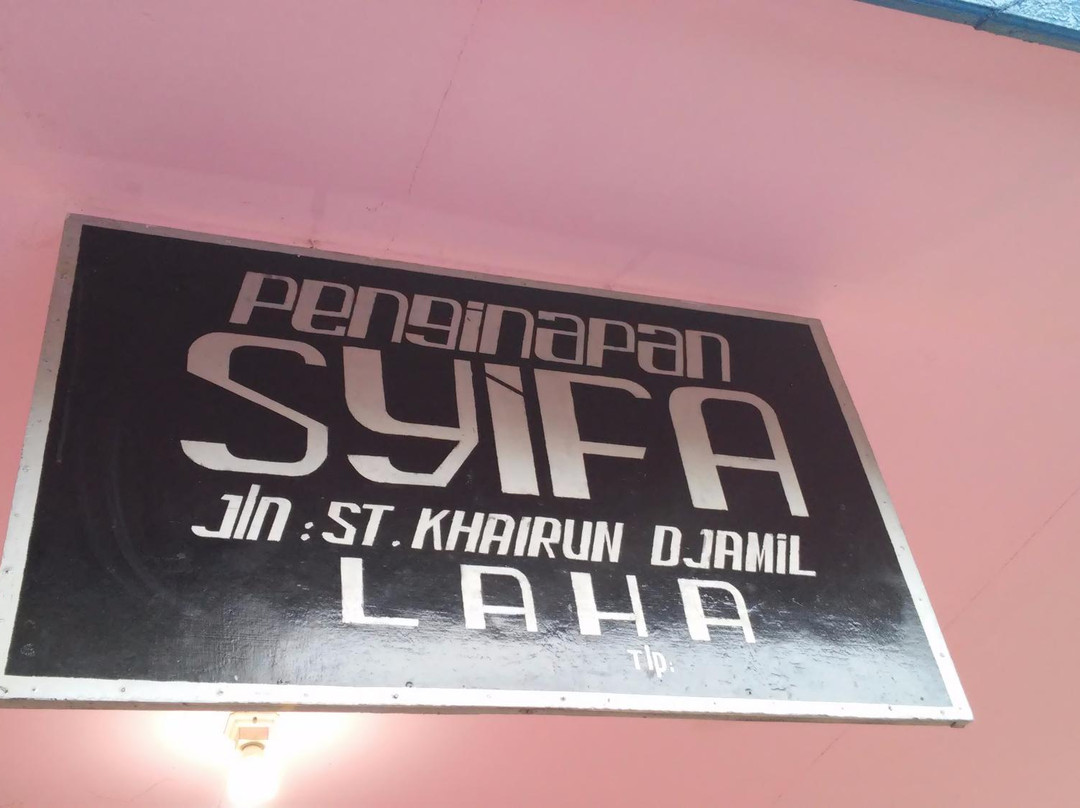 Penginapan
SYIFA
Jln : ST. KHAIRUN DJAMiL
LAHA
Tlp: